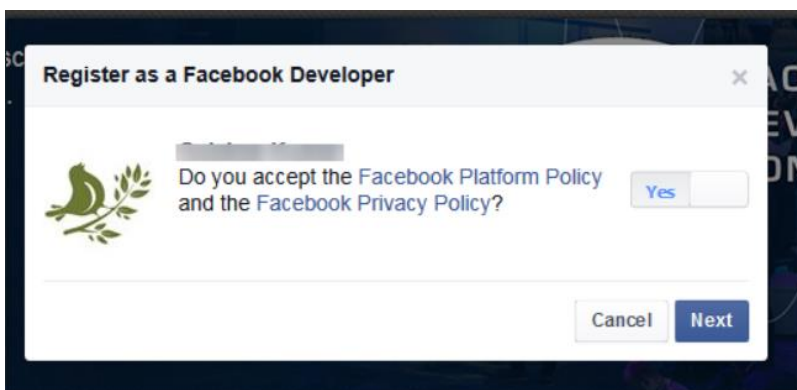 Register as a Facebook Developer
Do you accept the Facebook Platform Policy
and the Facebook Privacy Policy?
Yes
Cancel
Next